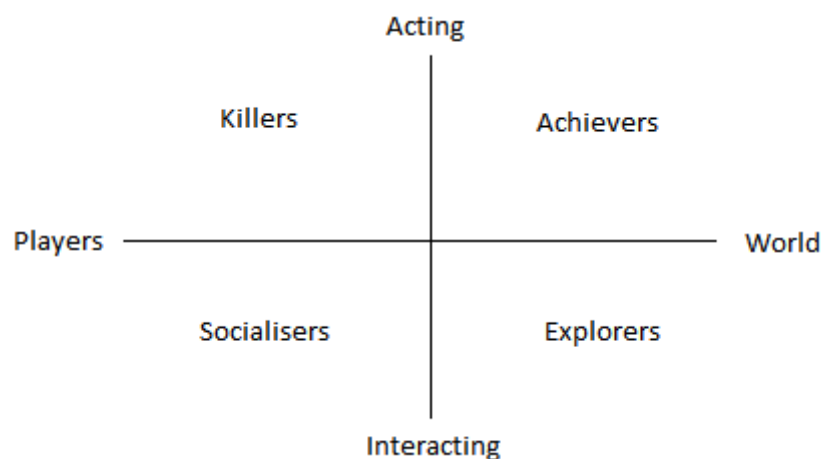 Acting
Killers
Achievers
Players
World
Socialisers
Explorers
Interacting